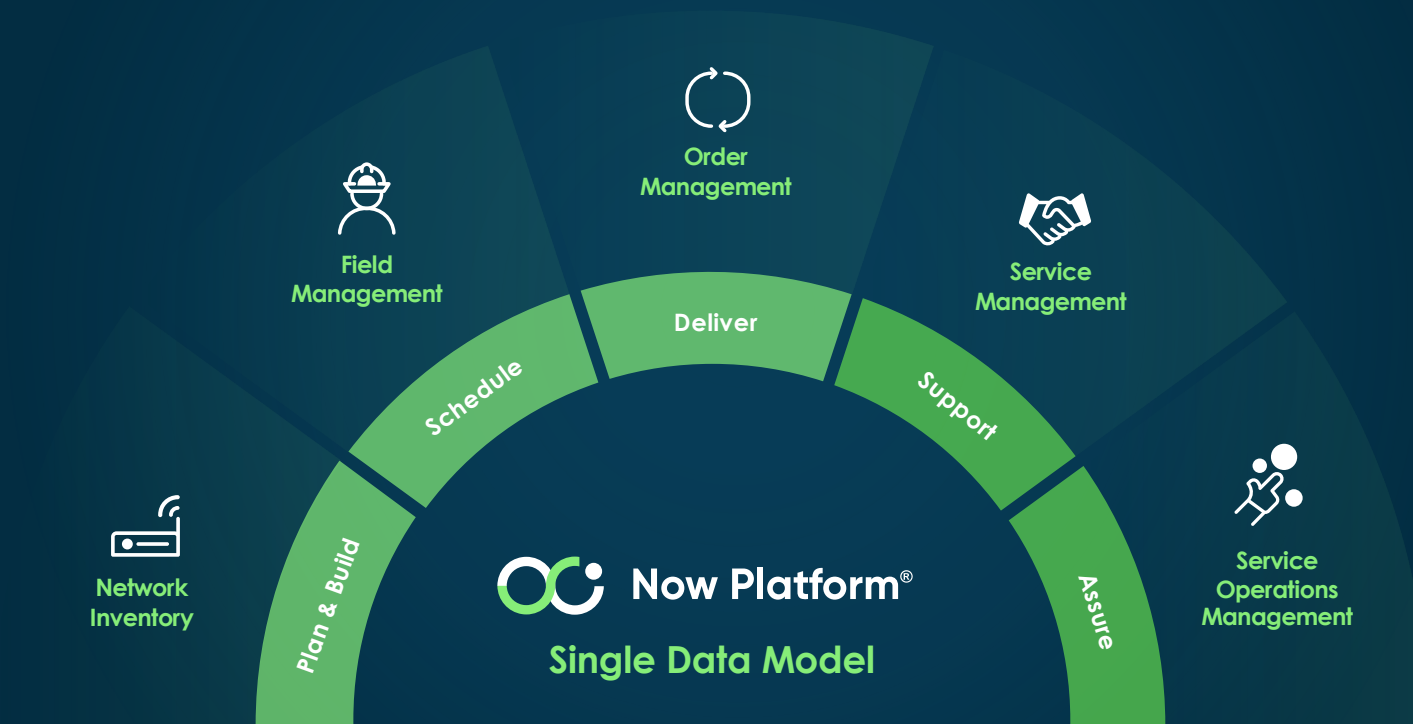 Order
Management
Field
Management
Service
Management
Deliver
Schedule
Support
Network
Inventory
Plan & Build
Assure
Service
Operations
Management
Now Platform®
Single Data Model